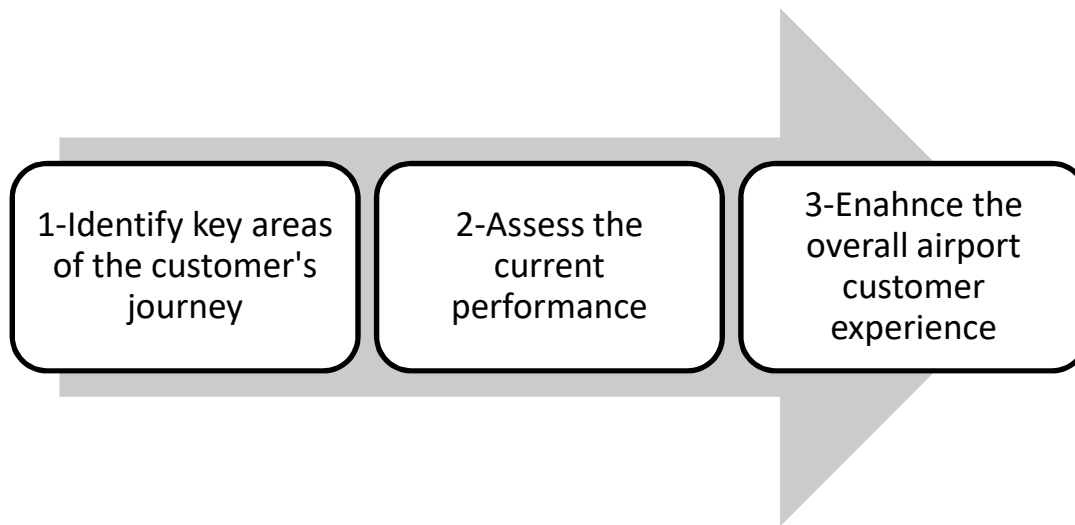 1-Identify key areas
of the customer's
journey
2-Assess the
current
performance
3-Enahnce the
overall airport
customer
experience